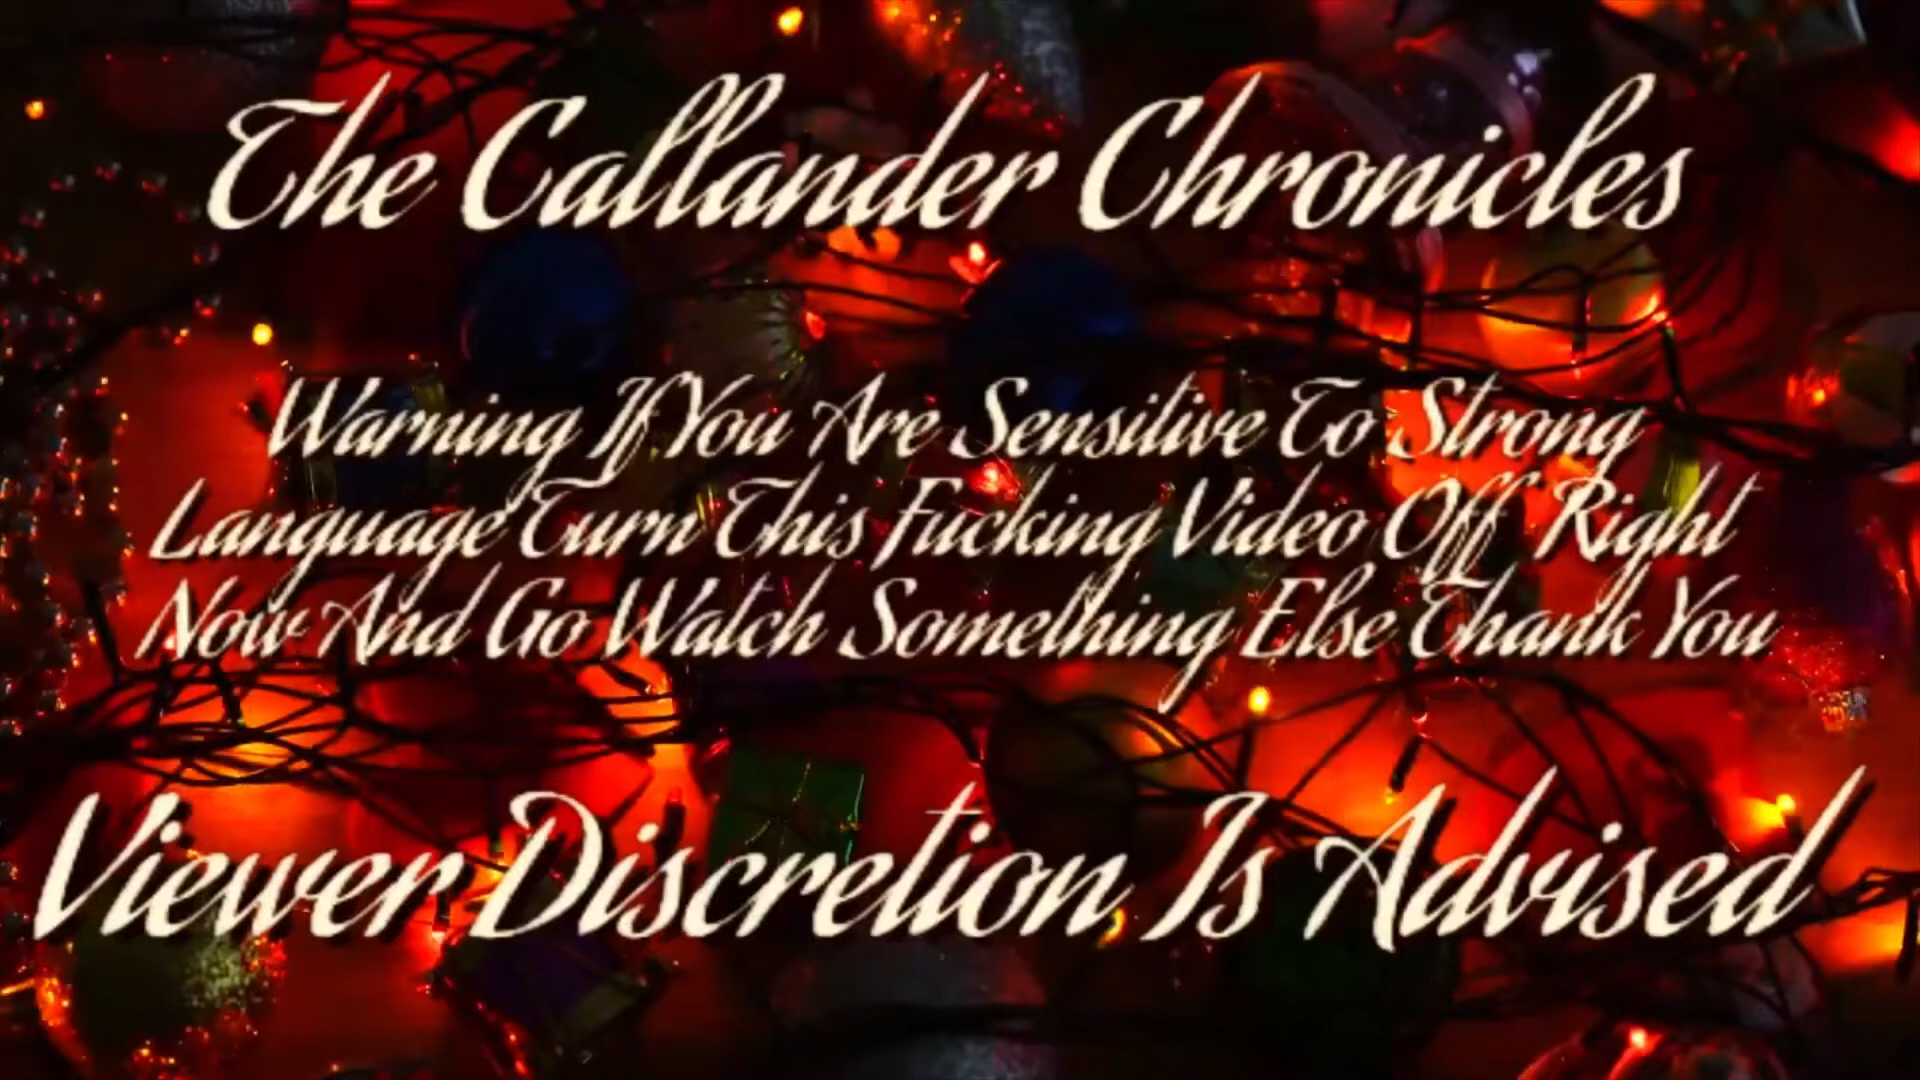 The Callander Chronicles
Warning If You Are Sensitive To Strong
Language Turn This Fucking Video Off Right
Now And Go Watch Something Else Thank You
Viewer Discretion Is Advised